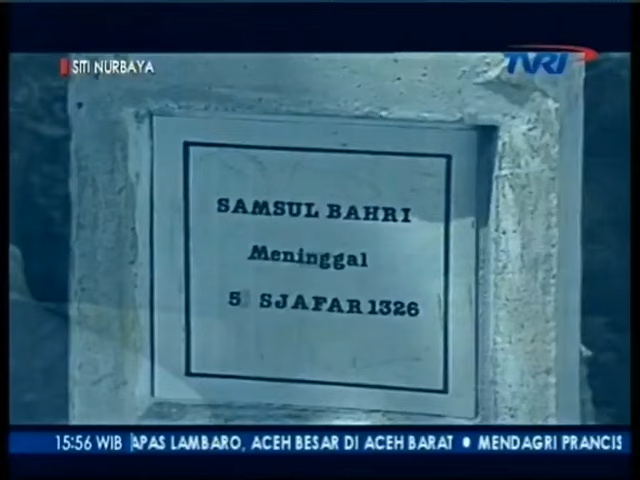 SITI NURBAYA
TVRI
SAMSUL BAHRI
Meninggal
5 SJAFAR 1326
15:56 WIB APAS LAMBARO, ACEH BESAR DI ACEH BARAT • MENDAGRI PRANCIS